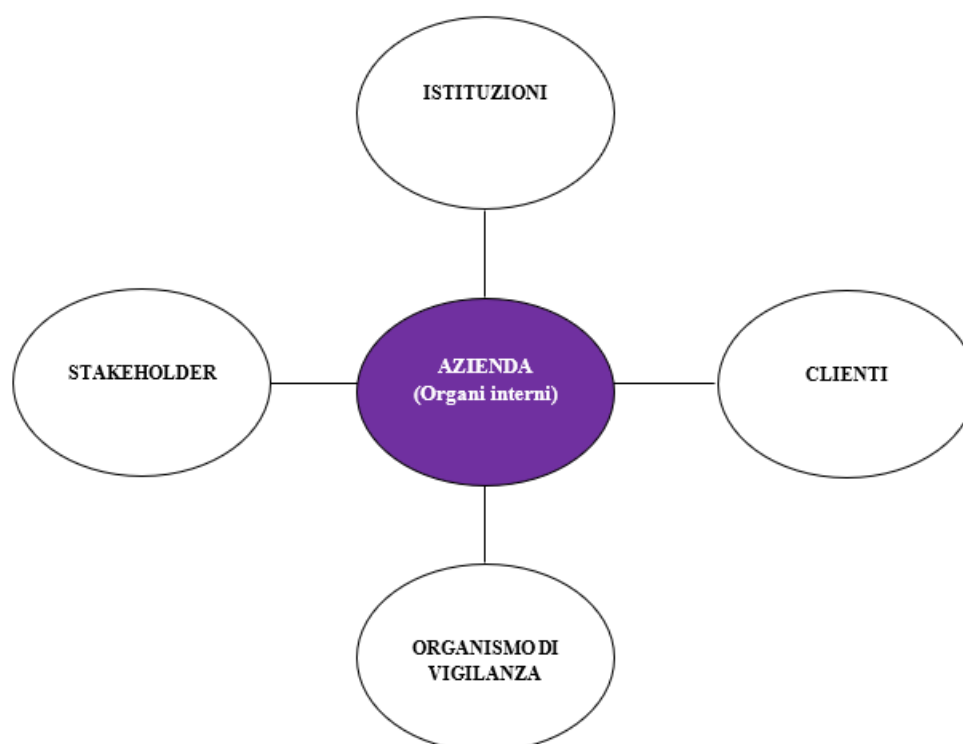 ISTITUZIONI
STAKEHOLDER
AZIENDA
(Organi interni)
CLIENTI
ORGANISMO DI
VIGILANZA